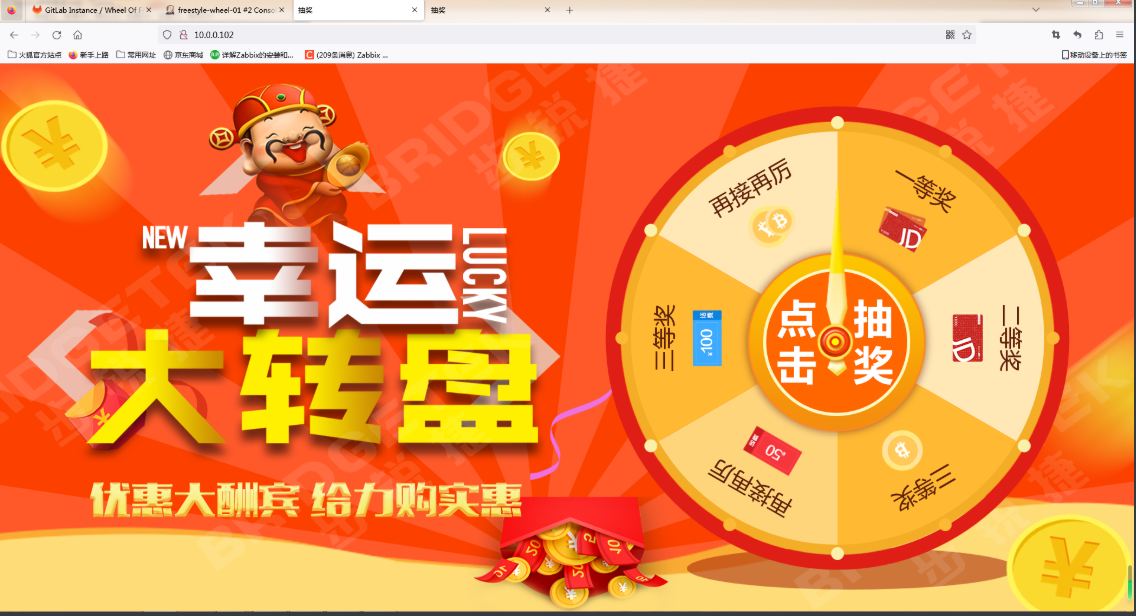 GitLab Instance / Wheel Of F
freestyle-wheel-01 #2 Conso
抽奖
抽奖
10.0.0.102
火狐官方站点
新手上路
常用网址
京东商城
详解Zabbix的安装和...
(209条消息) Zabbix ...
移动设备上的书签
NEW
幸运
LUCKY
大转盘
优惠大酬宾 给力购实惠
再接再厉
一等奖
JD
二等奖
JD
三等奖
再接再厉
50
三等奖
¥100
点击
抽奖
BRIDGETEK
步锐捷